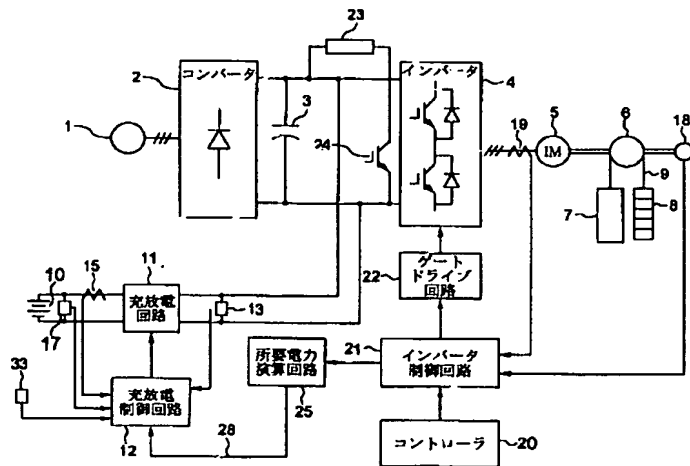 23
2
コンバータ
3
インバータ
4
1
24
19
5
IM
6
18
9
7
8
22
ゲート
ドライブ
回路
10
15
11
充放電
回路
13
17
33
充放電
制御回路
12
所要電力
演算回路
25
28
21
インバータ
制御回路
コントローラ
20